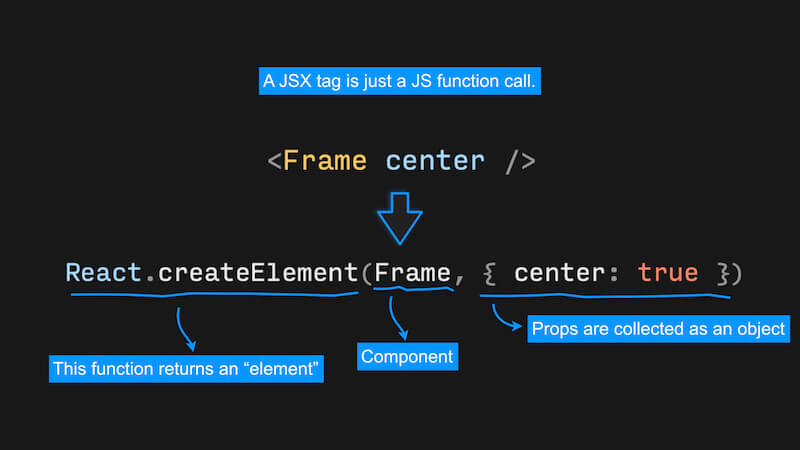 A JSX tag is just a JS function call.
<Frame center />
React.createElement(Frame, { center: true })
Props are collected as an object
Component
This function returns an “element”